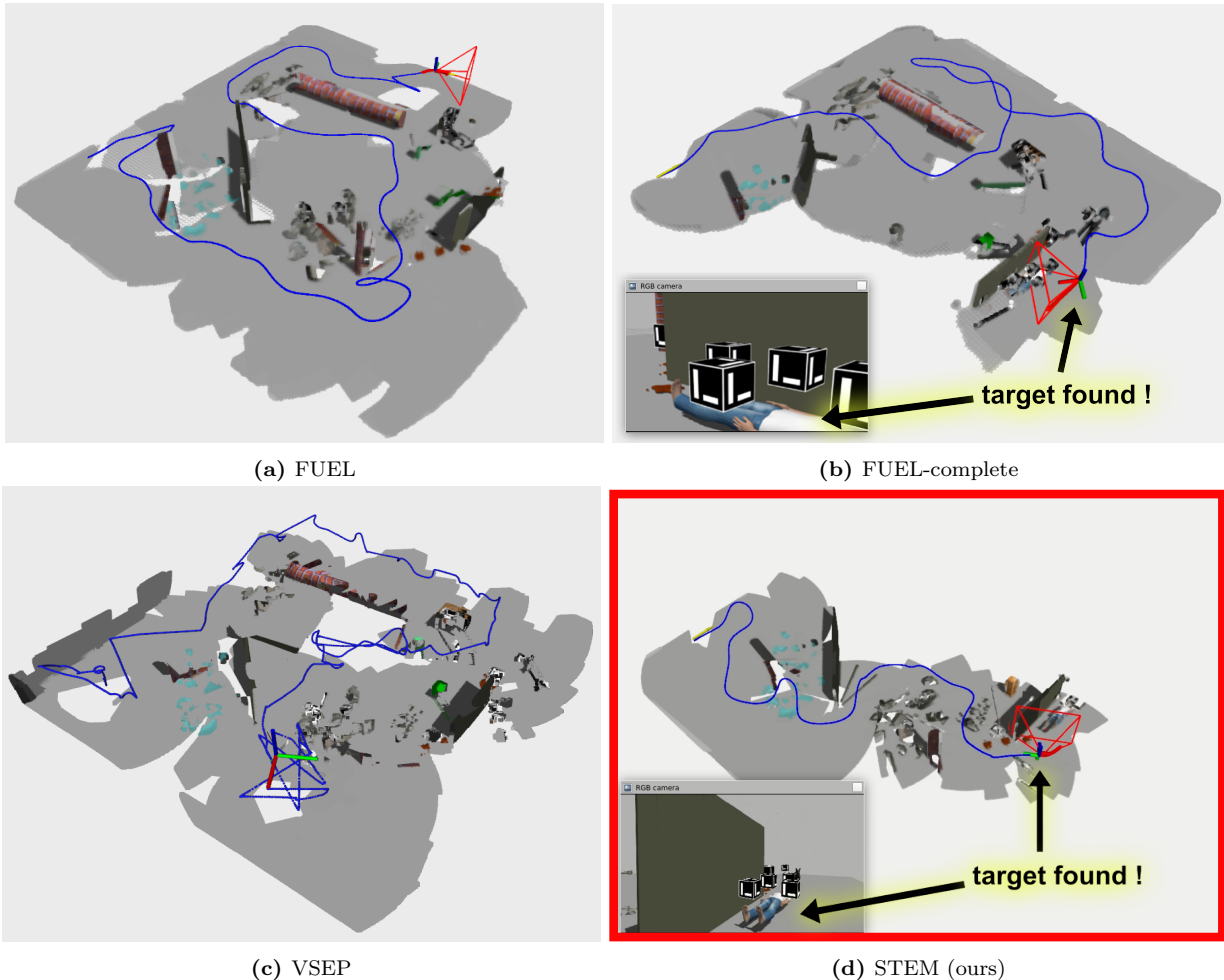 RGB camera
target found !
(a) FUEL
(b) FUEL-complete
RGB camera
target found !
(c) VSEP
(d) STEM (ours)